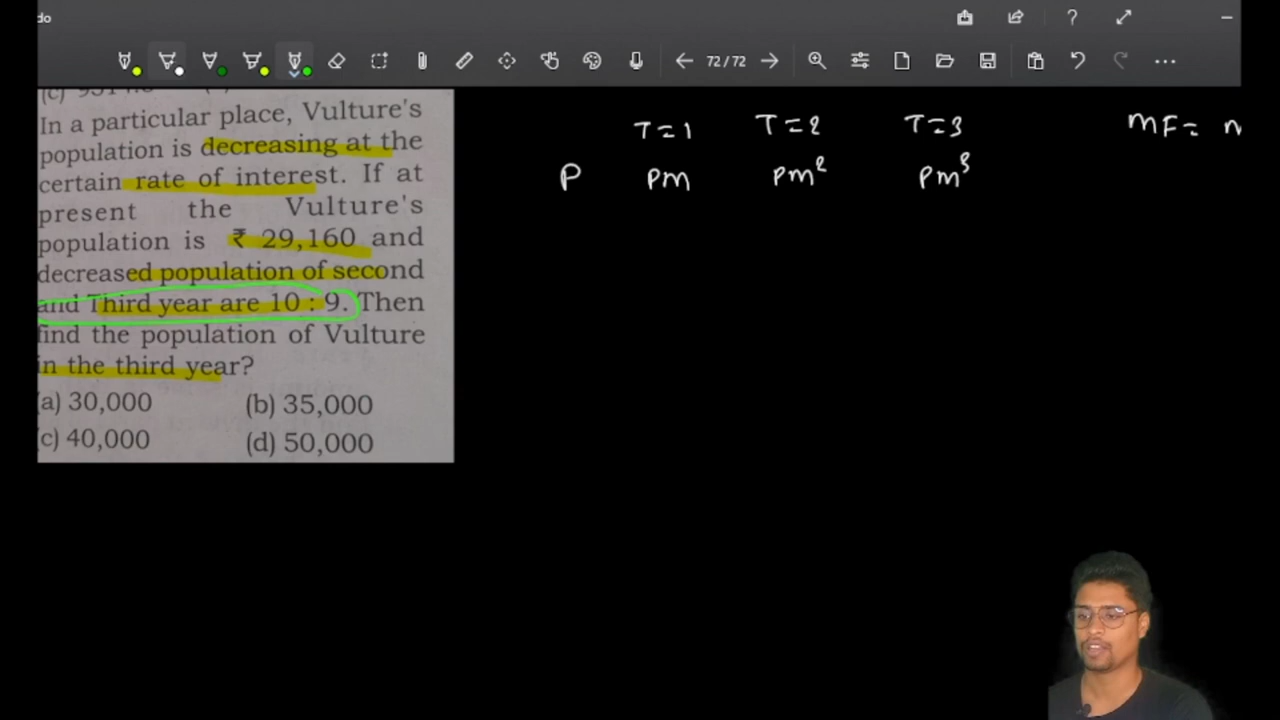 do
72/72
In a particular place, Vulture's
population is decreasing at the
certain rate of interest. If at
present the Vulture's
population is ₹ 29,160 and
decreased population of second
and Third year are 10 : 9. Then
find the population of Vulture
in the third year?
(a) 30,000 (b) 35,000
(c) 40,000 (d) 50,000
T=1 T=2 T=3 MF=
P PM PM² PM³